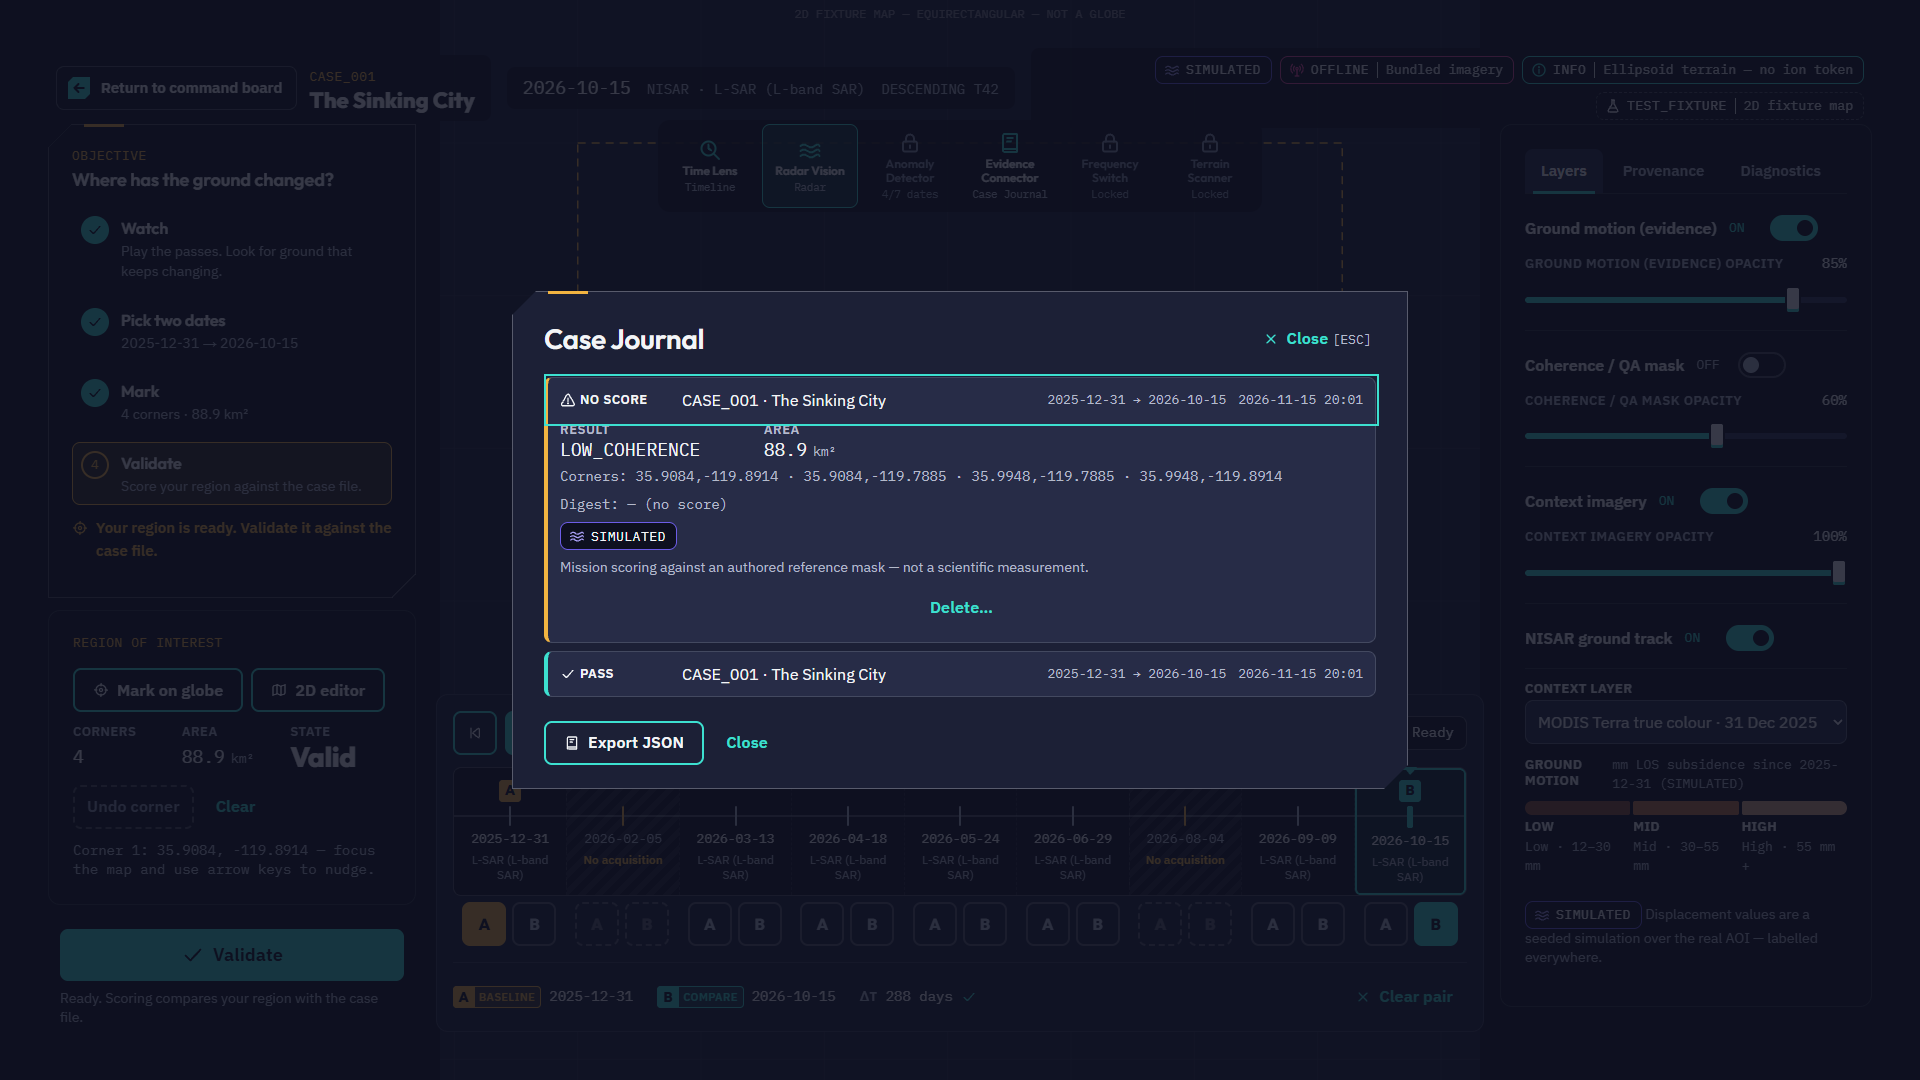 2D FIXTURE MAP — EQUIRECTANGULAR — NOT A GLOBE
Return to command board
CASE_001
The Sinking City
2026-10-15 NISAR · L-SAR (L-band SAR) DESCENDING T42
SIMULATED
OFFLINE Bundled imagery
INFO Ellipsoid terrain — no ion token
TEST_FIXTURE 2D fixture map
Time Lens
Timeline
Radar Vision
Radar
Anomaly
Detector
4/7 dates
Evidence
Connector
Case Journal
Frequency
Switch
Locked
Terrain
Scanner
Locked
OBJECTIVE
Where has the ground changed?
Watch
Play the passes. Look for ground that
keeps changing.
Pick two dates
2025-12-31 → 2026-10-15
Mark
4 corners · 88.9 km²
4
Validate
Score your region against the case file.
Your region is ready. Validate it against the
case file.
REGION OF INTEREST
Mark on globe
2D editor
CORNERS AREA STATE
4 88.9 km² Valid
Undo corner Clear
Corner 1: 35.9084, -119.8914 — focus
the map and use arrow keys to nudge.
Validate
Ready. Scoring compares your region with the case
file.
Case Journal
Close [ESC]
NO SCORE CASE_001 · The Sinking City 2025-12-31 → 2026-10-15 2026-11-15 20:01
RESULT AREA
LOW_COHERENCE 88.9 km²
Corners: 35.9084,-119.8914 · 35.9084,-119.7885 · 35.9948,-119.7885 · 35.9948,-119.8914
Digest: — (no score)
SIMULATED
Mission scoring against an authored reference mask — not a scientific measurement.
Delete…
PASS CASE_001 · The Sinking City 2025-12-31 → 2026-10-15 2026-11-15 20:01
Export JSON Close
Ready
A B
2025-12-31
L-SAR (L-band
SAR)
2026-02-05
No acquisition
2026-03-13
L-SAR (L-band
SAR)
2026-04-18
L-SAR (L-band
SAR)
2026-05-24
L-SAR (L-band
SAR)
2026-06-29
L-SAR (L-band
SAR)
2026-08-04
No acquisition
2026-09-09
L-SAR (L-band
SAR)
2026-10-15
L-SAR (L-band
SAR)
A B A B A B A B A B A B A B A B A B
A BASELINE 2025-12-31 B COMPARE 2026-10-15 ΔT 288 days
Clear pair
Layers Provenance Diagnostics
Ground motion (evidence) ON
GROUND MOTION (EVIDENCE) OPACITY 85%
Coherence / QA mask OFF
COHERENCE / QA MASK OPACITY 60%
Context imagery ON
CONTEXT IMAGERY OPACITY 100%
NISAR ground track ON
CONTEXT LAYER
MODIS Terra true colour · 31 Dec 2025
GROUND
MOTION
mm LOS subsidence since 2025-
12-31 (SIMULATED)
LOW
Low · 12–30
mm
MID
Mid · 30–55
mm
HIGH
High · 55 mm
+
SIMULATED Displacement values are a
seeded simulation over the real AOI — labelled
everywhere.